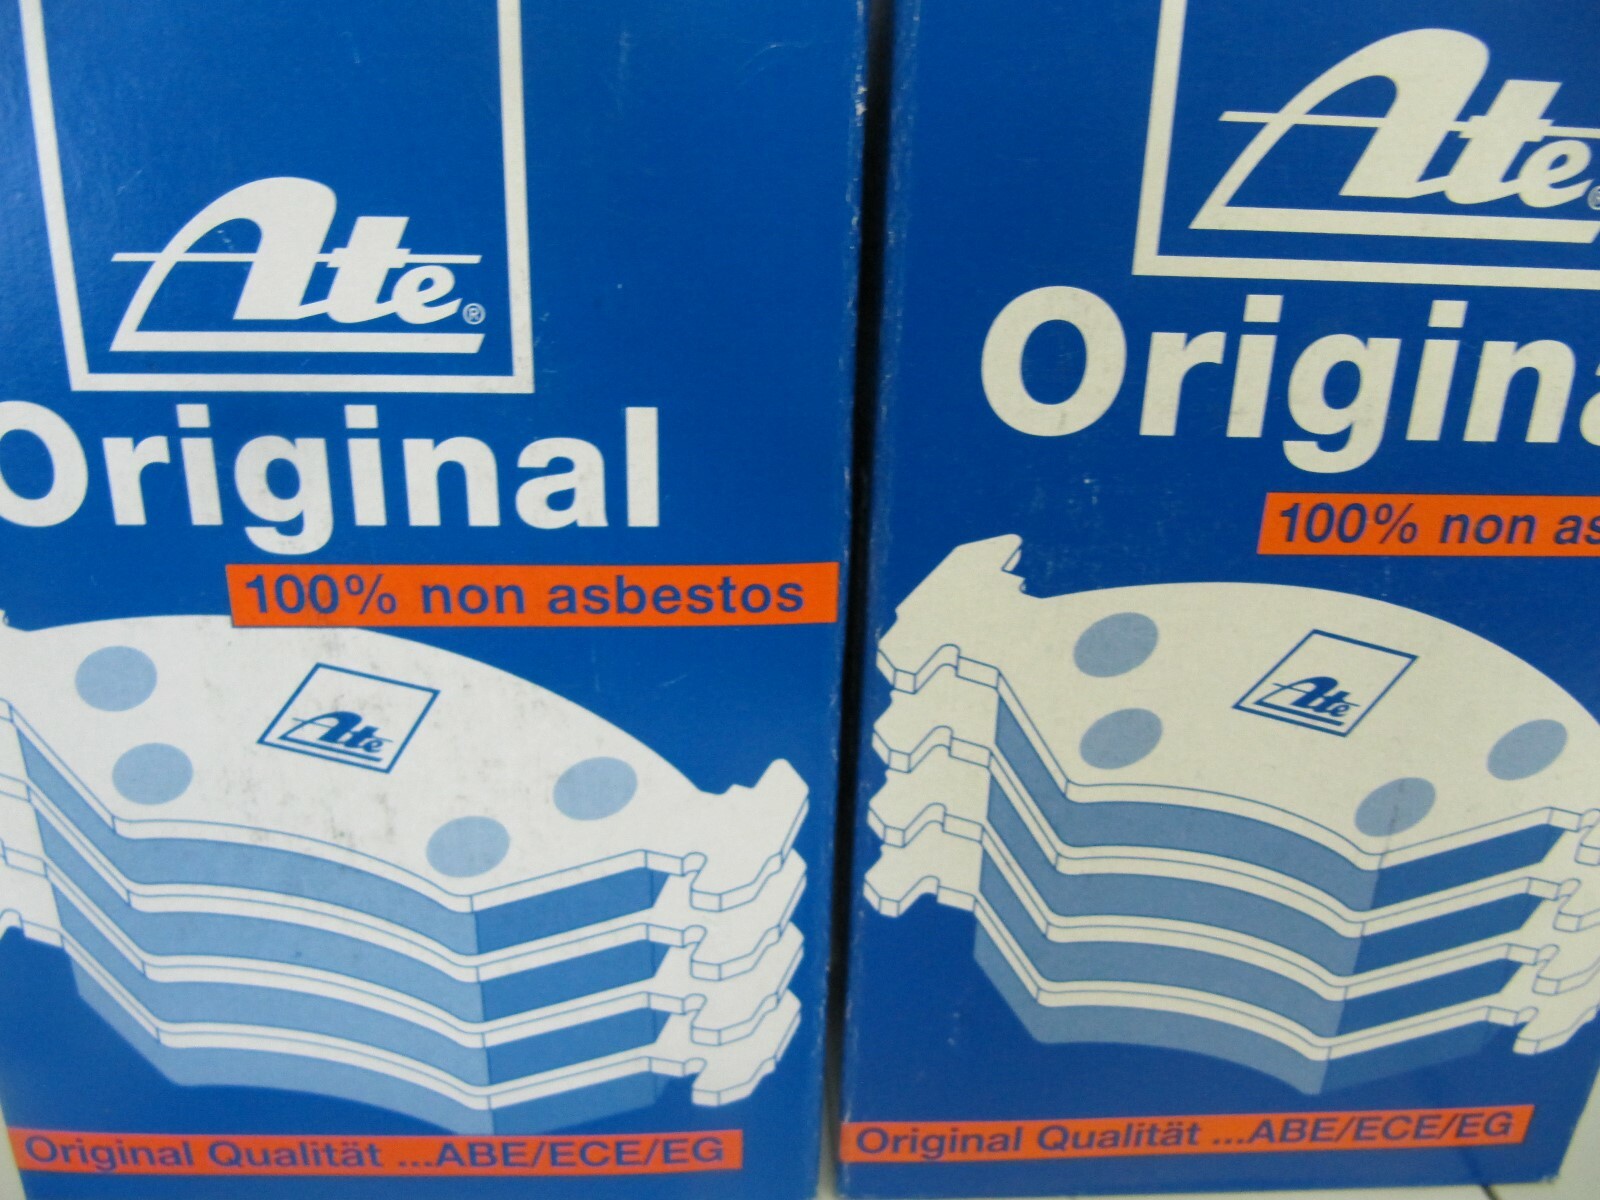 Ate®
Original
100% non asbestos
Ate
Original Qualität ...ABE/ECE/EG
Ate®
Origina
100% non as
Ate
Original Qualität ...ABE/ECE/EG